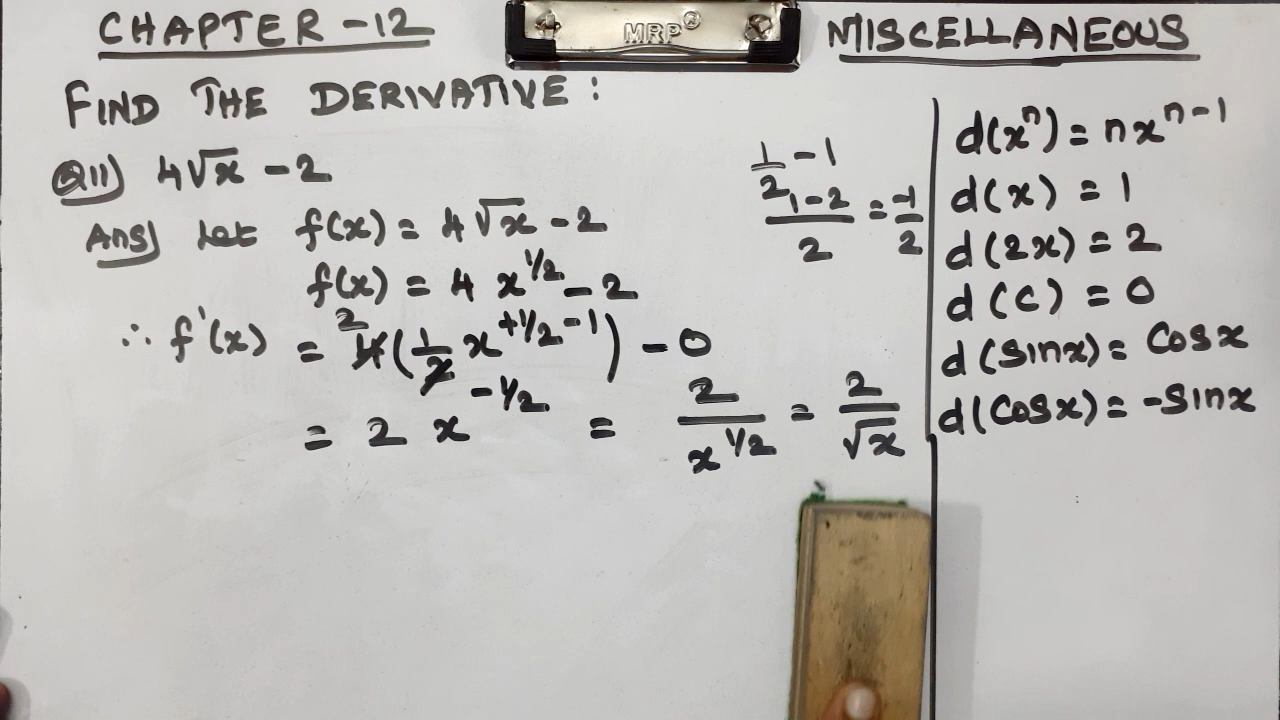 CHAPTER -12
MRP®
MISCELLANEOUS
FIND THE DERIVATIVE:
Q11) 4√x - 2
Ans) Let f(x) = 4√x - 2
f(x) = 4 x^1/2 - 2
∴ f'(x) = 2 4(1/2 x^+1/2-1) - 0
= 2 x^-1/2 = 2/x^1/2 = 2/√x
1/2 - 1
1-2/2 = -1/2
d(x^n) = nx^n-1
d(x) = 1
d(2x) = 2
d(c) = 0
d(sinx) = cosx
d(cosx) = -sinx